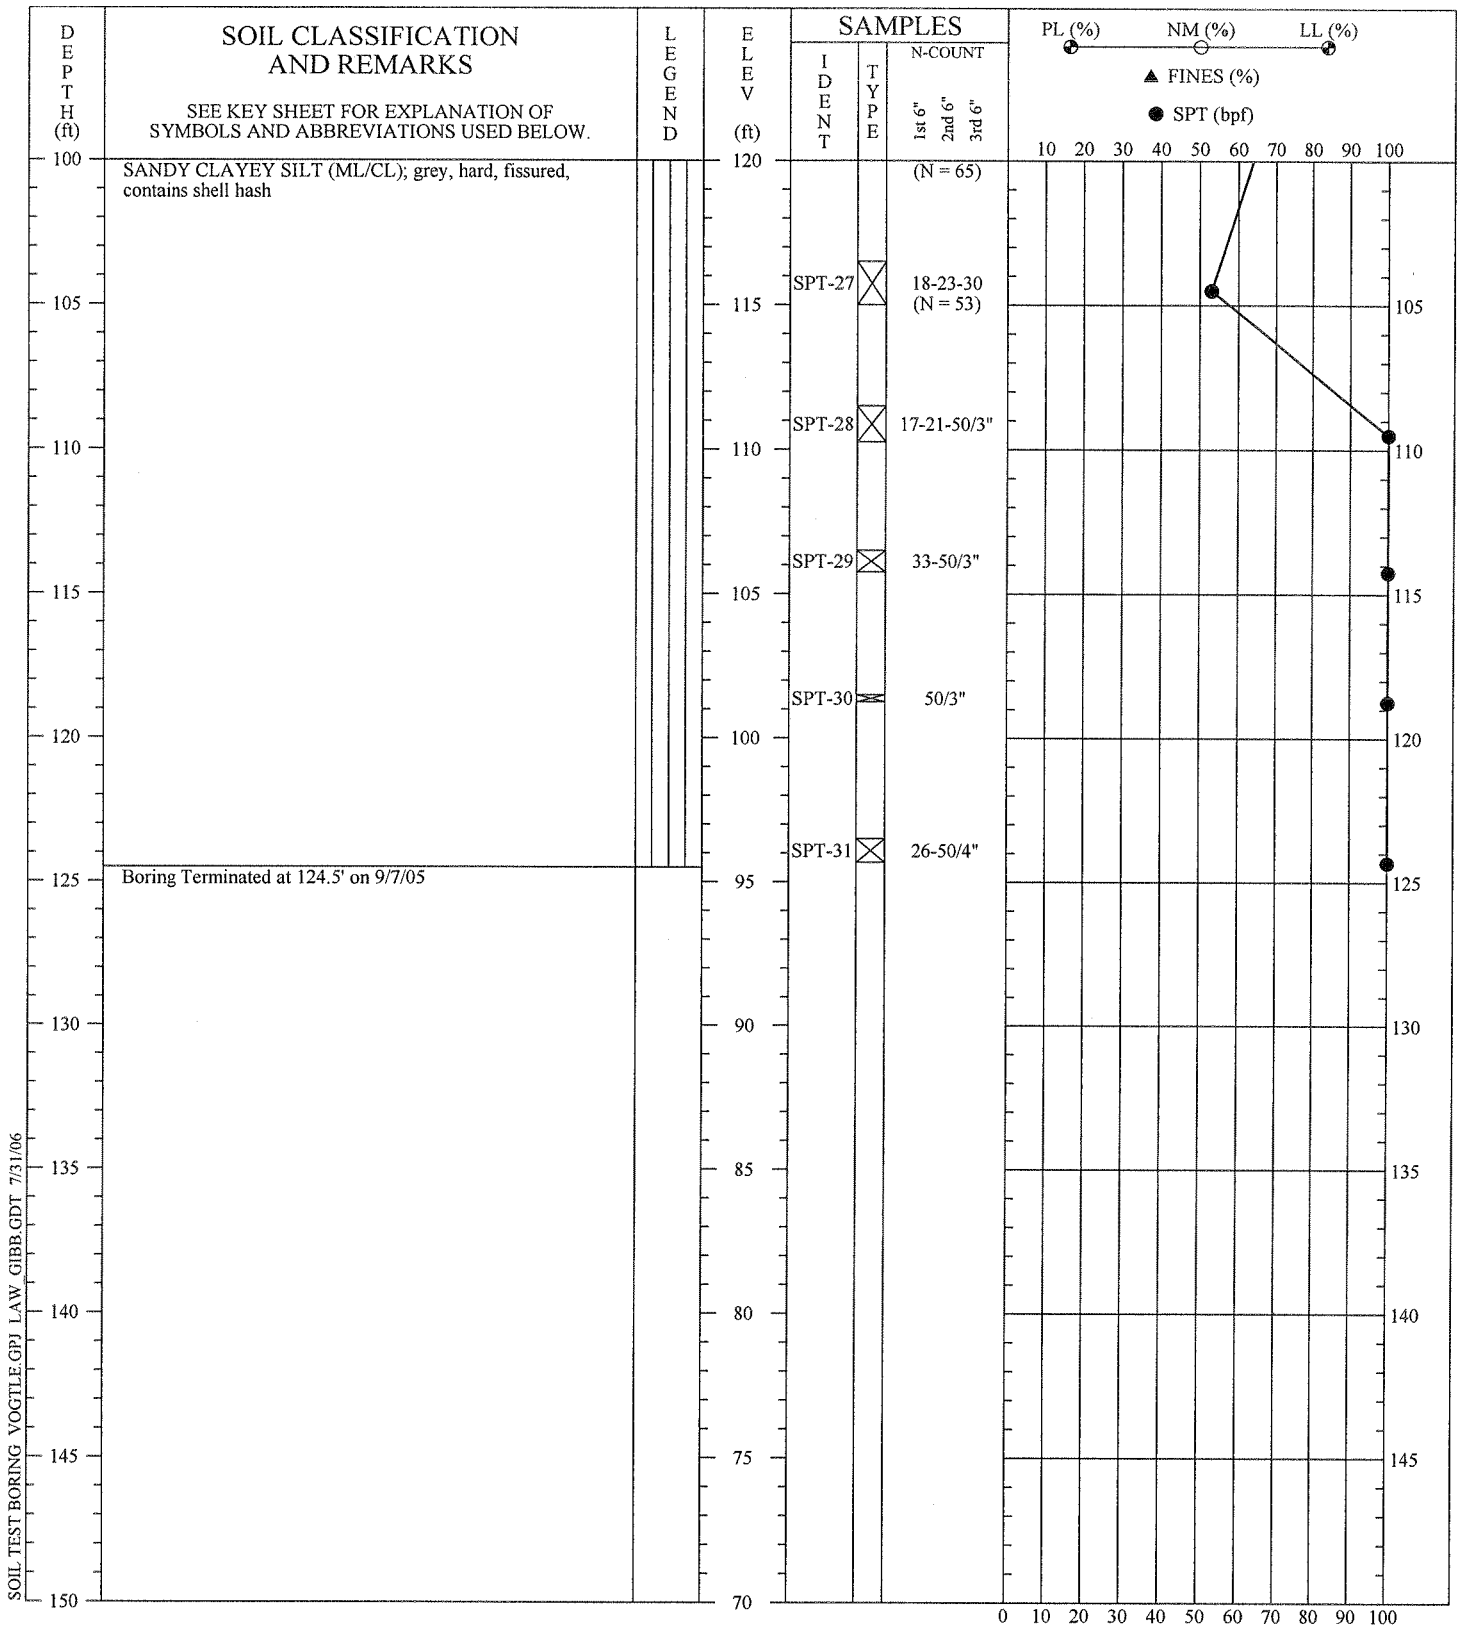 DEPTH (ft)
SOIL CLASSIFICATION
AND REMARKS
SEE KEY SHEET FOR EXPLANATION OF
SYMBOLS AND ABBREVIATIONS USED BELOW.
LEGEND
ELEV (ft)
SAMPLES
IDENT
TYPE
N-COUNT
1st 6"
2nd 6"
3rd 6"
PL (%) NM (%) LL (%)
▲ FINES (%)
● SPT (bpf)
10 20 30 40 50 60 70 80 90 100
100
SANDY CLAYEY SILT (ML/CL); grey, hard, fissured,
contains shell hash
120
(N = 65)
SPT-27 18-23-30
(N = 53)
105 115 105
SPT-28 17-21-50/3"
110 110 110
SPT-29 33-50/3"
115 105 115
SPT-30 50/3"
120 100 120
SPT-31 26-50/4"
125 95 125
Boring Terminated at 124.5' on 9/7/05
130 90 130
135 85 135
140 80 140
145 75 145
150 70
0 10 20 30 40 50 60 70 80 90 100
SOIL TEST BORING VOGTLE.GPJ LAW_GIBB.GDT 7/31/06